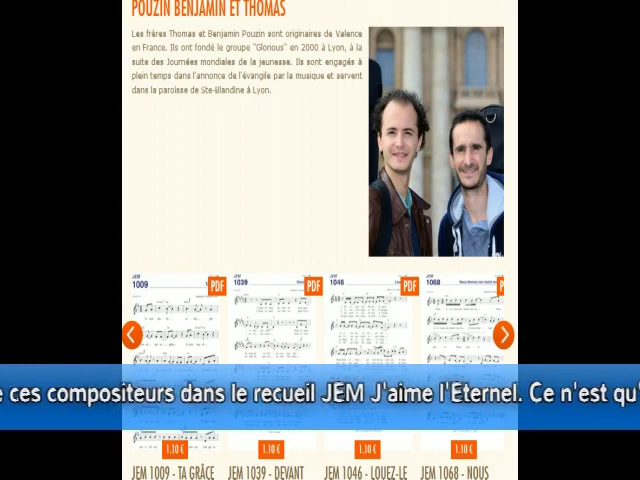 POUZIN BENJAMIN ET THOMAS
Les frères Thomas et Benjamin Pouzin sont originaires de Valence
en France. Ils ont fondé le groupe "Glorious" en 2000 à Lyon, à la
suite des Journées mondiales de la jeunesse. Ils sont engagés à
plein temps dans l'annonce de l'évangile par la musique et servent
dans la paroisse de Ste-Blandine à Lyon.
JEM JEM JEM JEM
1009 PDF 1039 PDF 1046 PDF 1068 P
e ces compositeurs dans le recueil JEM J'aime l'Eternel. Ce n'est qu'
1.10 € 1.10 € 1.10 € 1.10 €
JEM 1009 - TA GRÂCE JEM 1039 - DEVANT JEM 1046 - LOUEZ-LE JEM 1068 - NOUS